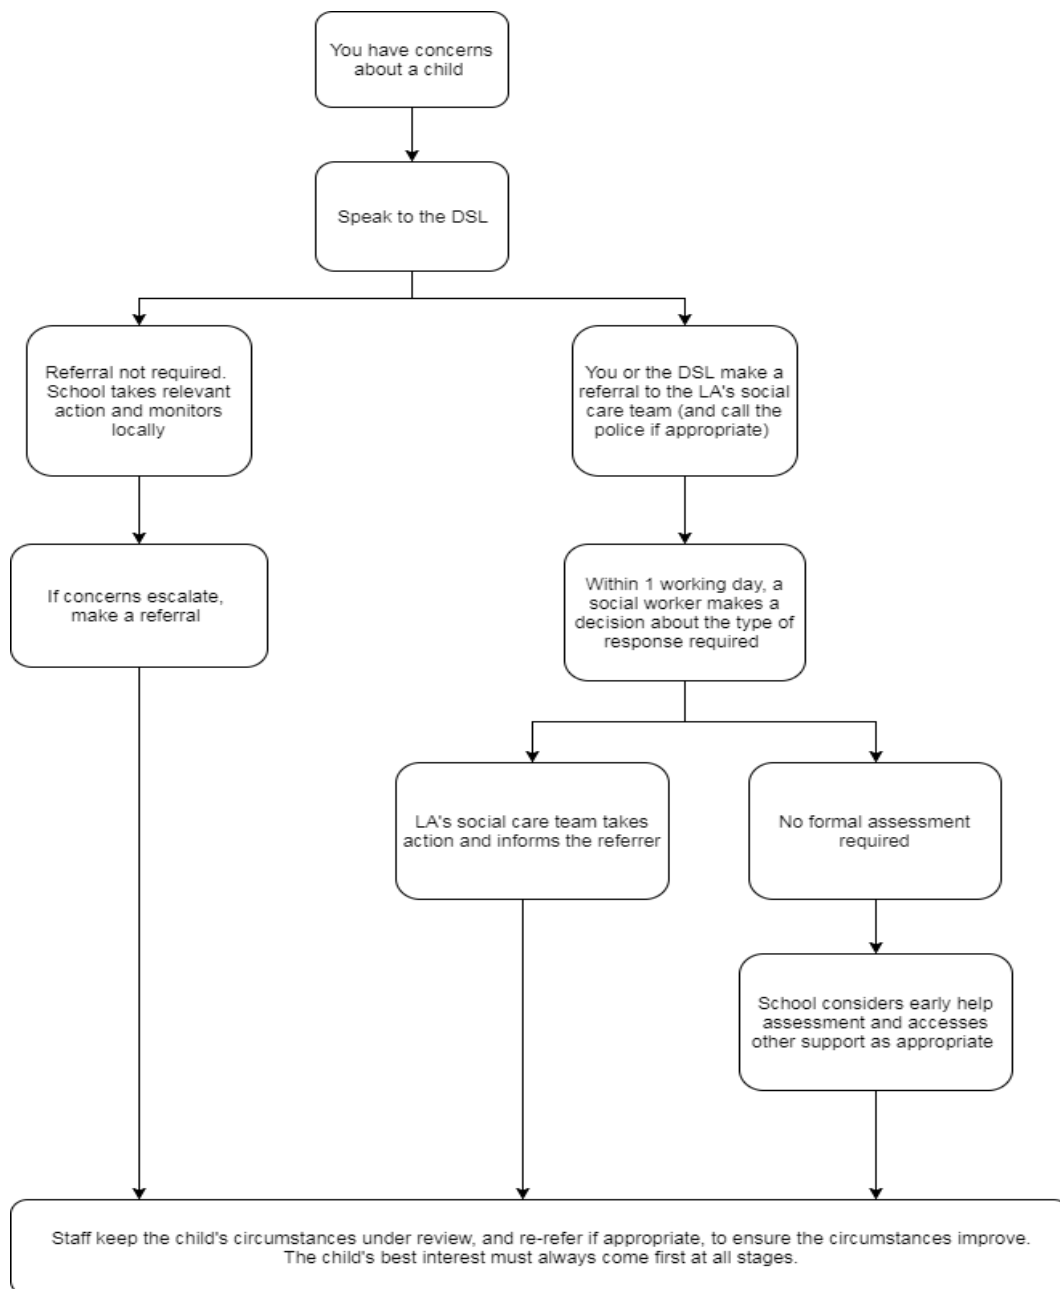 You have concerns
about a child
Speak to the DSL
Referral not required.
School takes relevant
action and monitors
locally
You or the DSL make a
referral to the LA's social
care team (and call the
police if appropriate)
If concerns escalate,
make a referral
Within 1 working day, a
social worker makes a
decision about the type of
response required
LA's social care team takes
action and informs the referrer
No formal assessment
required
School considers early help
assessment and accesses
other support as appropriate
Staff keep the child's circumstances under review, and re-refer if appropriate, to ensure the circumstances improve.
The child's best interest must always come first at all stages.